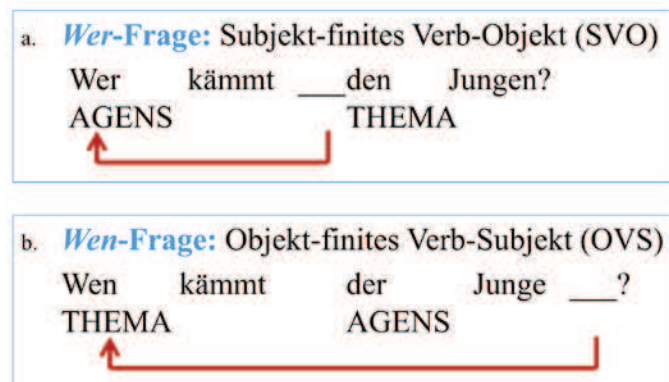 a. Wer-Frage: Subjekt-finites Verb-Objekt (SVO)
Wer kämmt ___den Jungen?
AGENS THEMA
b. Wen-Frage: Objekt-finites Verb-Subjekt (OVS)
Wen kämmt der Junge ___?
THEMA AGENS